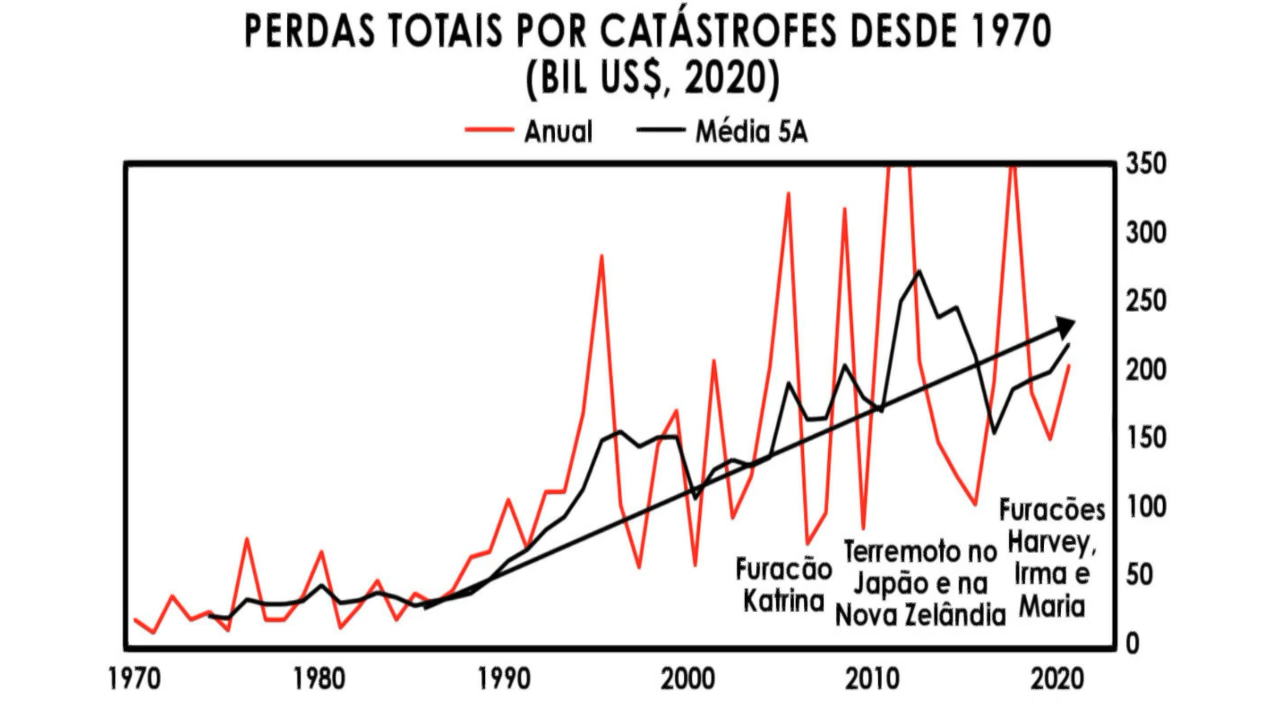 PERDAS TOTAIS POR CATÁSTROFES DESDE 1970
(BIL US$, 2020)
Anual Média 5A
350
300
250
200
150
100
50
0
Furacão
Katrina
Terremoto no
Japão e na
Nova Zelândia
Furacões
Harvey,
Irma e
Maria
1970 1980 1990 2000 2010 2020